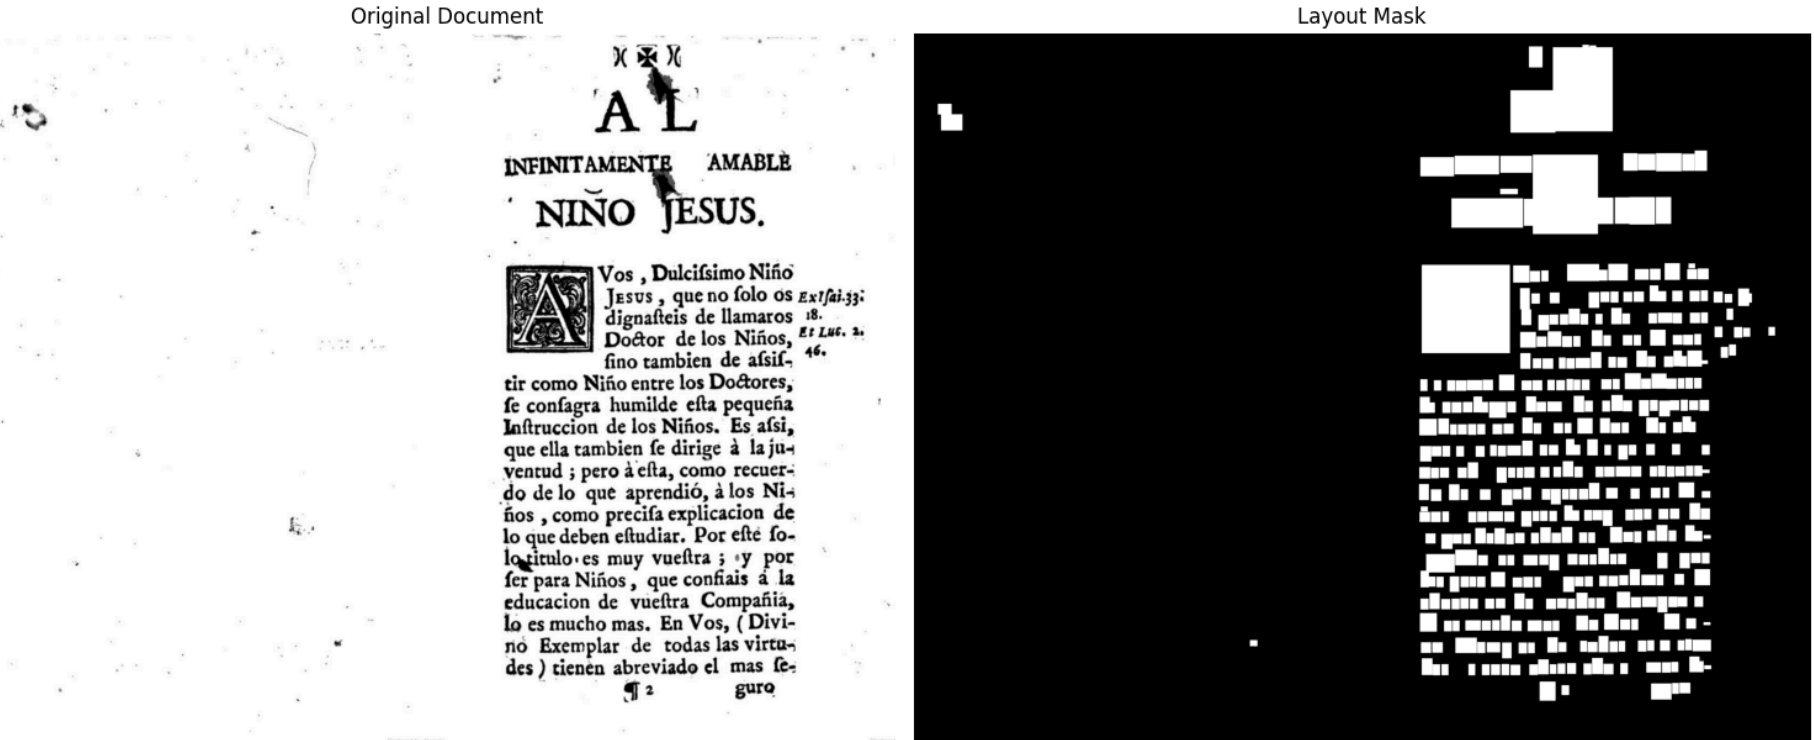 Original Document
Layout Mask
A L
INFINITAMENTE AMABLE
NIÑO JESUS.
A Vos, Dulciſsimo Niño
JESUS, que no ſolo os
dignaſteis de llamaros
Doctor de los Niños,
ſino tambien de aſsiſ-
Ex Iſai.33:
18.
Et Luc. 2.
46.
tir como Niño entre los Doctores,
ſe conſagra humilde eſta pequeña
Inſtruccion de los Niños. Es aſsi,
que ella tambien ſe dirige à la ju-
ventud ; pero à eſta, como recuer-
do de lo que aprendió, à los Ni-
ños , como preciſa explicacion de
lo que deben eſtudiar. Por eſte ſo-
lo titulo es muy vueſtra ; y por
ſer para Niños , que confiais á la
educacion de vueſtra Compañia,
lo es mucho mas. En Vos, ( Divi-
no Exemplar de todas las virtu-
des ) tienen abreviado el mas ſe-
¶ 2 guro